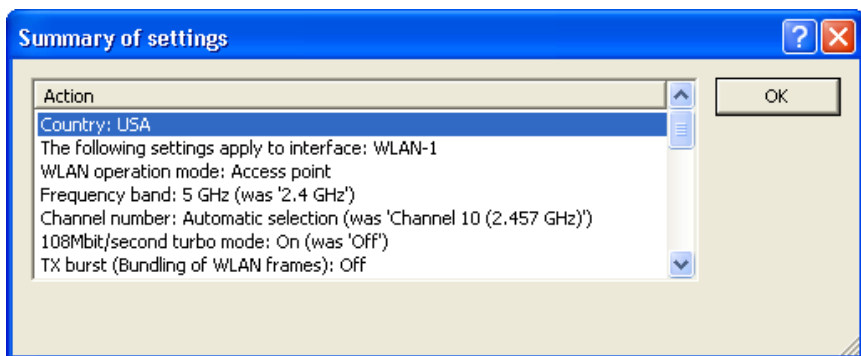 Summary of settings
Action
OK
Country: USA
The following settings apply to interface: WLAN-1
WLAN operation mode: Access point
Frequency band: 5 GHz (was '2.4 GHz')
Channel number: Automatic selection (was 'Channel 10 (2.457 GHz)')
108Mbit/second turbo mode: On (was 'Off')
TX burst (Bundling of WLAN frames): Off